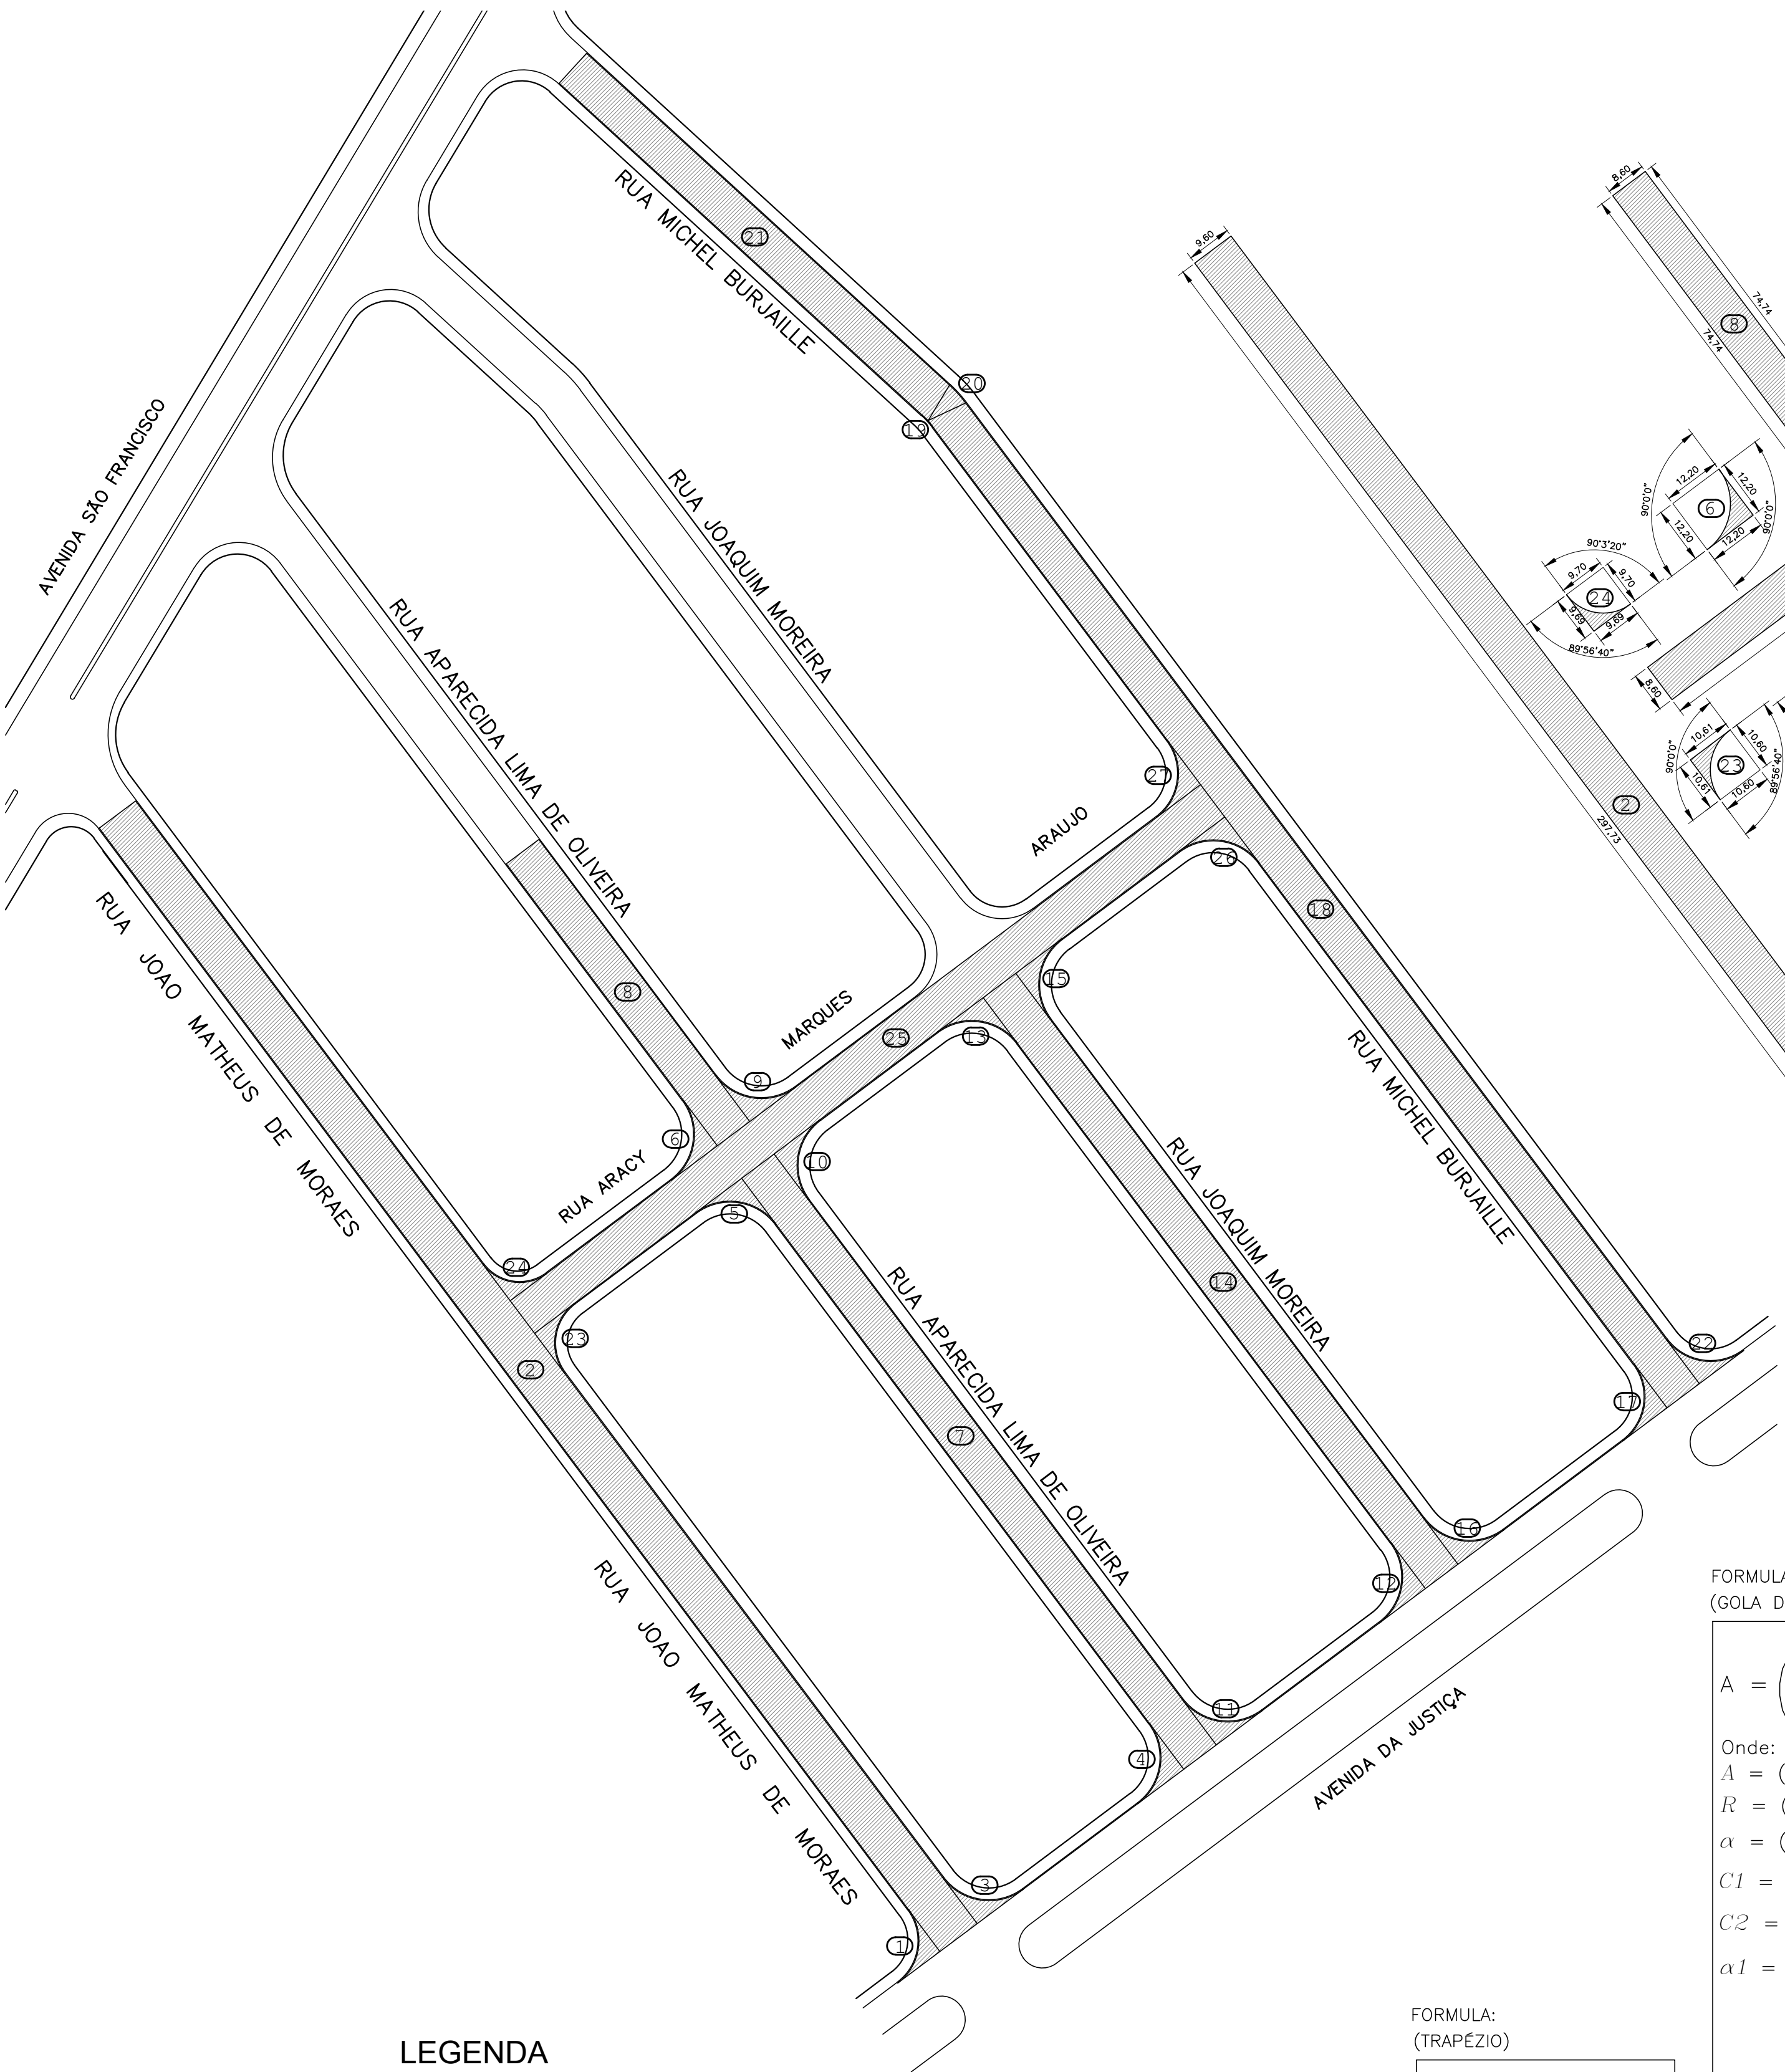 AVENIDA SÃO FRANCISCO
RUA MICHEL BURJAILLE
21
20
19
RUA JOAQUIM MOREIRA
RUA APARECIDA LIMA DE OLIVEIRA
27
ARAUJO
26
18
RUA JOAO MATHEUS DE MORAES
8
MARQUES
25
15
13
9
6
10
RUA ARACY
5
24
23
2
RUA MICHEL BURJAILLE
RUA JOAQUIM MOREIRA
14
RUA APARECIDA LIMA DE OLIVEIRA
7
22
17
16
12
11
4
3
1
RUA JOAO MATHEUS DE MORAES
AVENIDA DA JUSTIÇA
9,60
2
297,73
8,60
74,74
74,74
8
12,20
12,20
90°0'0"
6
90°0'0"
12,20
12,20
90°3'20"
9,70
9,70
24
9,69
9,69
89°56'40"
8,60
10,61
10,60
90°0'0"
23
89°56'40"
10,61
10,60
(GOLA D
A = (
Onde:
A = (
R = (
α = (
C1 =
C2 =
α1 =
FORMULA:
(TRAPÉZIO)
LEGENDA